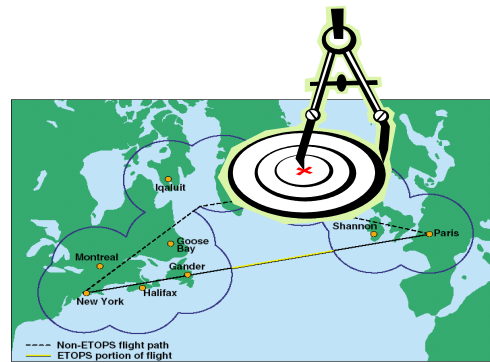 Iqaluit
Goose
Bay
Montreal
Gander
Halifax
New York
Shannon
Paris
Non-ETOPS flight path
ETOPS portion of flight